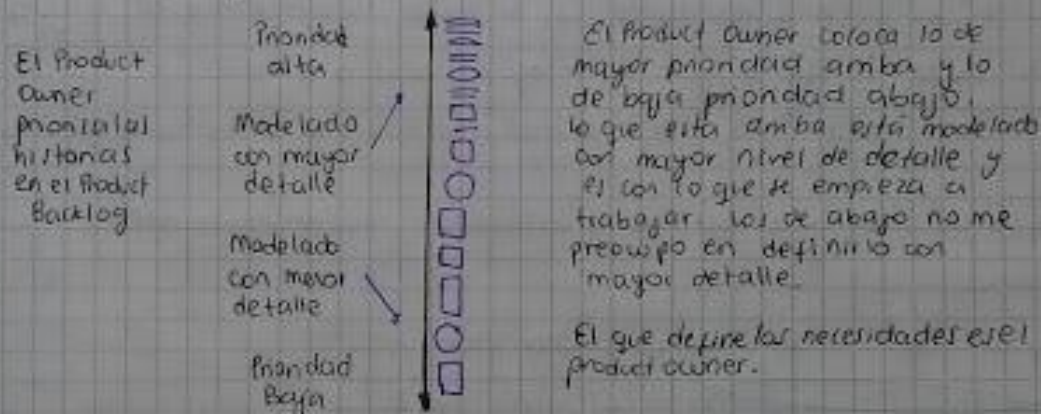 El Product
Owner
prioriza las
historias
en el Product
Backlog
Prioridad
alta
Modelado
con mayor
detalle
Modelado
con menor
detalle
Prioridad
Baja
El Product Owner coloca lo de
mayor prioridad arriba y lo
de baja prioridad abajo.
lo que está arriba está modelado
con mayor nivel de detalle y
es con lo que se empieza a
trabajar. Los de abajo no me
preocupo en definirlo con
mayor detalle.
El que define las necesidades es el
product owner.